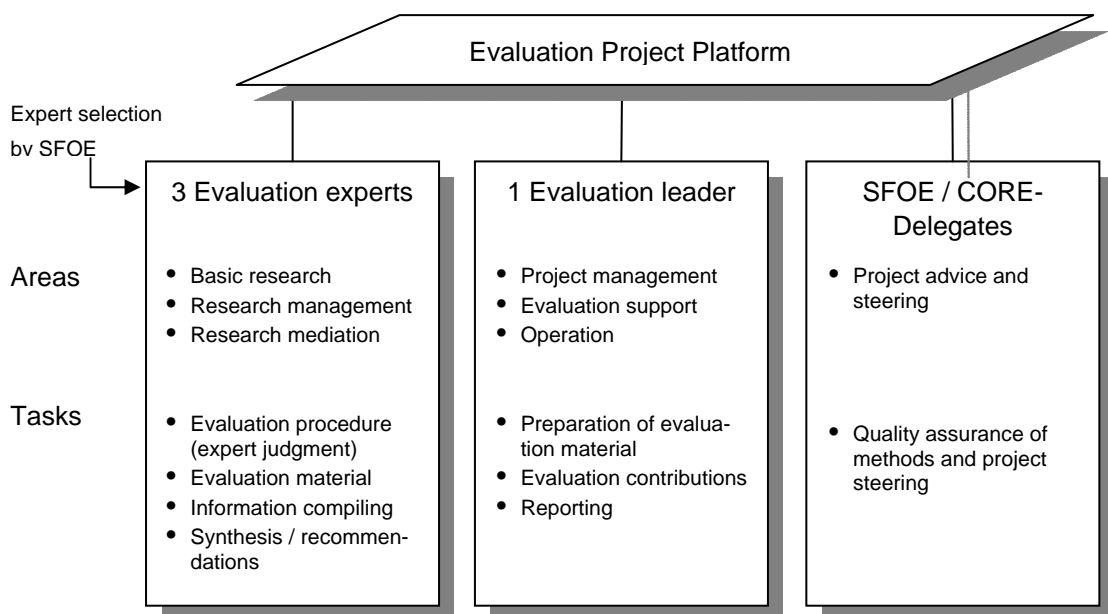 Evaluation Project Platform
Expert selection
by SFOE
3 Evaluation experts
1 Evaluation leader
SFOE / CORE-
Delegates
Areas
• Basic research
• Research management
• Research mediation
• Project management
• Evaluation support
• Operation
• Project advice and
steering
Tasks
• Evaluation procedure
(expert judgment)
• Evaluation material
• Information compiling
• Synthesis / recommen-
dations
• Preparation of evalua-
tion material
• Evaluation contributions
• Reporting
• Quality assurance of
methods and project
steering